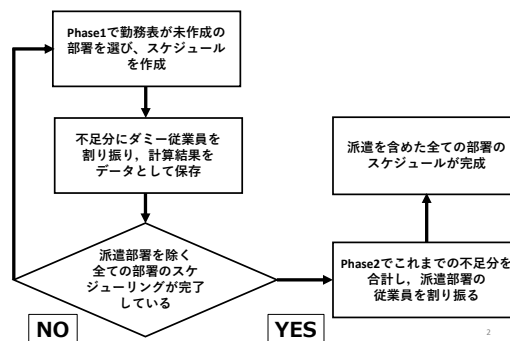 Phase1で勤務表が未作成の
部署を選び、スケジュール
を作成
不足分にダミー従業員を
割り振り，計算結果を
データとして保存
派遣部署を除く
全ての部署のスケ
ジューリングが完了
している
NO
YES
派遣を含めた全ての部署の
スケジュールが完成
Phase2でこれまでの不足分を
合計し，派遣部署の
従業員を割り振る
2